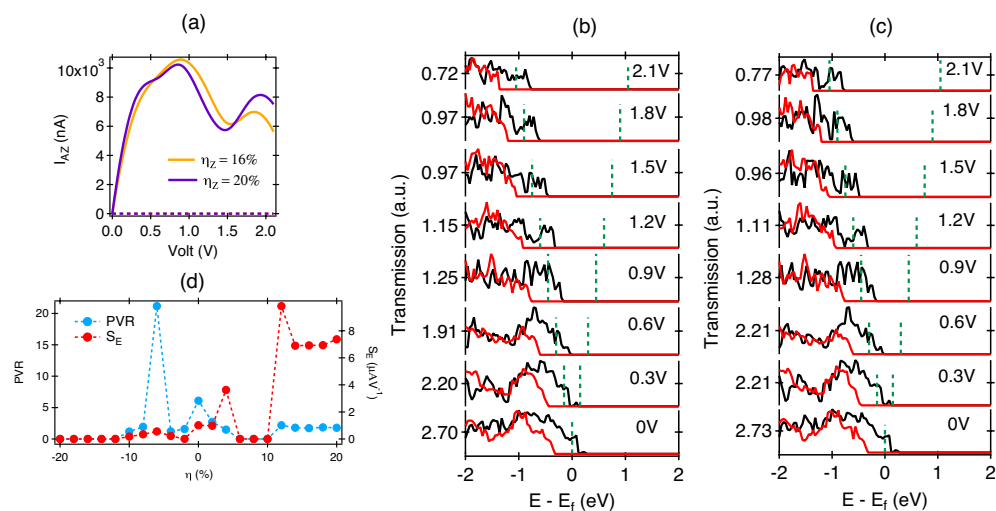 (a)
10x10³
8
6
4
2
0
I_AZ (nA)
η_Z = 16%
η_Z = 20%
0.0 0.5 1.0 1.5 2.0
Volt (V)
(d)
PVR
S_E
20
15
10
5
0
PVR
8
6
4
2
0
S_E (μAV⁻¹)
-20 -10 0 10 20
η (%)
(b)
Transmission (a.u.)
0.72 2.1V
0.97 1.8V
0.97 1.5V
1.15 1.2V
1.25 0.9V
1.91 0.6V
2.20 0.3V
2.70 0V
-2 -1 0 1 2
E - E_f (eV)
(c)
Transmission (a.u.)
0.77 2.1V
0.98 1.8V
0.96 1.5V
1.11 1.2V
1.28 0.9V
2.21 0.6V
2.21 0.3V
2.73 0V
-2 -1 0 1 2
E - E_f (eV)